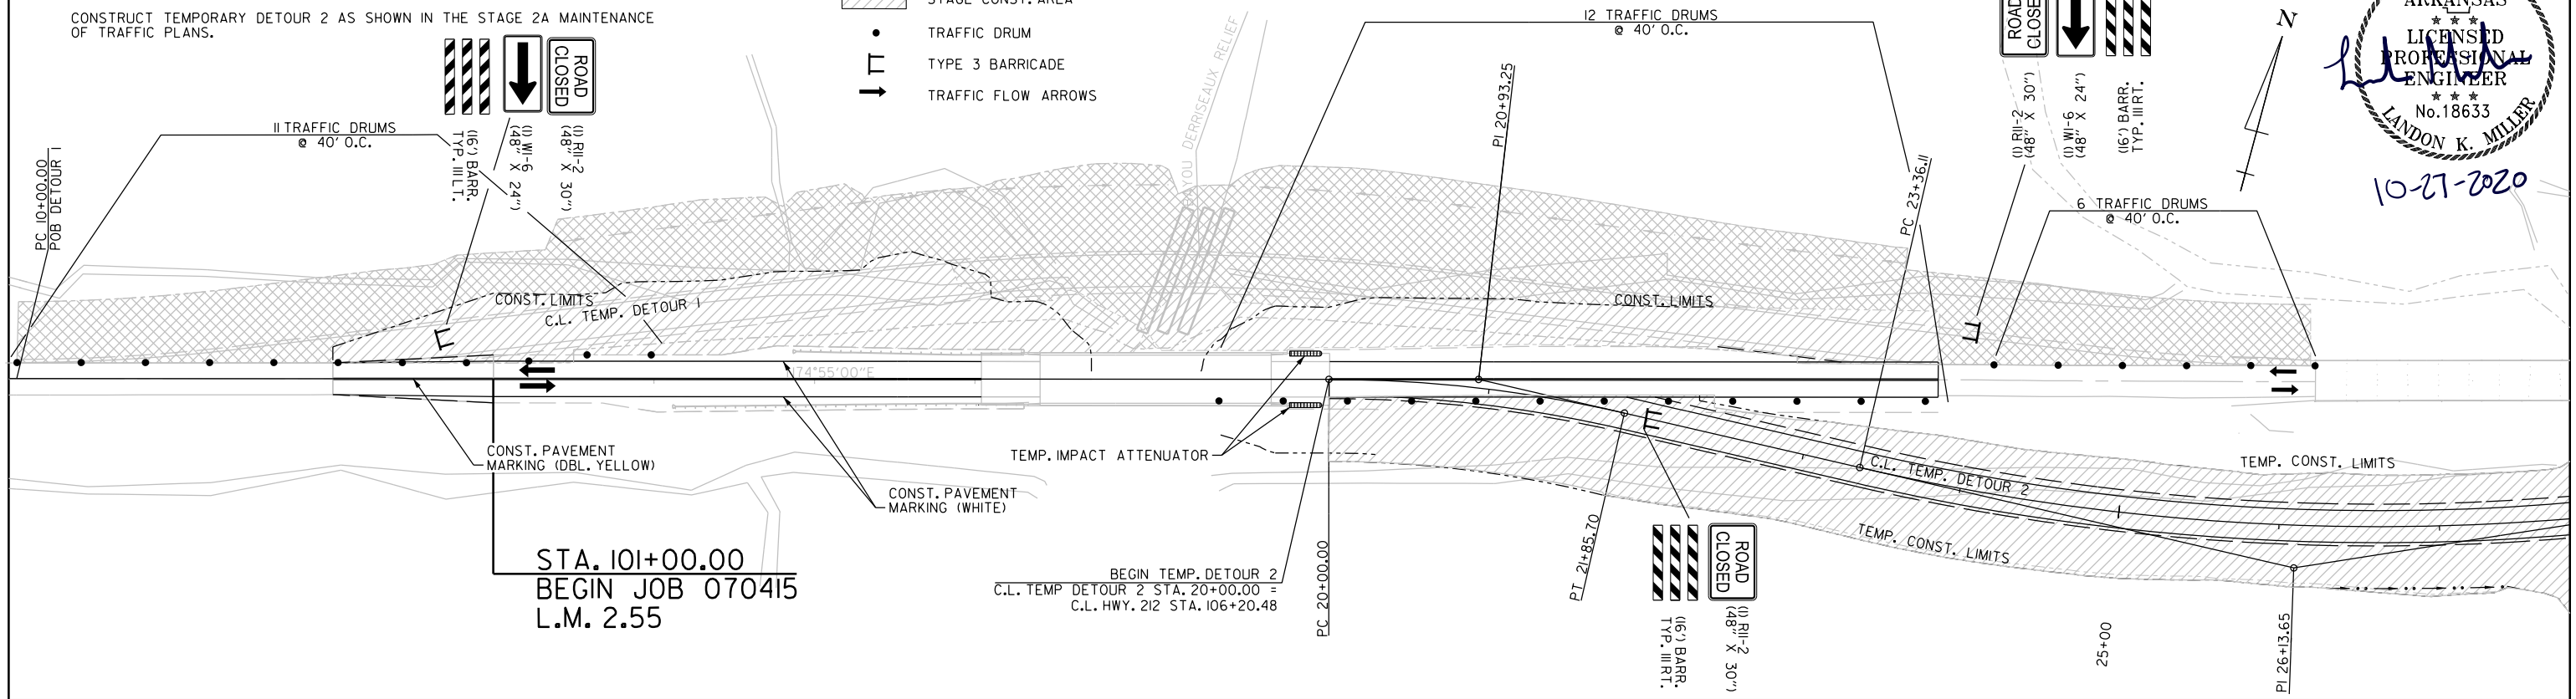 CONSTRUCT TEMPORARY DETOUR 2 AS SHOWN IN THE STAGE 2A MAINTENANCE
OF TRAFFIC PLANS.
STAGE CONST. AREA
TRAFFIC DRUM
TYPE 3 BARRICADE
TRAFFIC FLOW ARROWS
ROAD
CLOSED
(16') BARR.
TYP. III LT.
(1) W1-6
(48" X 24")
(1) R11-2
(48" X 30")
11 TRAFFIC DRUMS
@ 40' O.C.
PC 10+00.00
POB DETOUR 1
BAYOU DERRISEAUX RELIEF
12 TRAFFIC DRUMS
@ 40' O.C.
PI 20+93.25
PC 23+36.11
ROAD
CLOSED
(1) R11-2
(48" X 30")
(1) W1-6
(48" X 24")
(16') BARR.
TYP. III RT.
6 TRAFFIC DRUMS
@ 40' O.C.
N
ARKANSAS
LICENSED
PROFESSIONAL
ENGINEER
No.18633
LANDON K. MILLER
10-27-2020
CONST. LIMITS
C.L. TEMP. DETOUR 1
CONST. LIMITS
74°55'00"E
CONST. PAVEMENT
MARKING (DBL. YELLOW)
CONST. PAVEMENT
MARKING (WHITE)
TEMP. IMPACT ATTENUATOR
STA. 101+00.00
BEGIN JOB 070415
L.M. 2.55
BEGIN TEMP. DETOUR 2
C.L. TEMP DETOUR 2 STA. 20+00.00 =
C.L. HWY. 212 STA. 106+20.48
PC 20+00.00
PT 21+85.70
ROAD
CLOSED
(16') BARR.
TYP. III RT.
(1) R11-2
(48" X 30")
C.L. TEMP. DETOUR 2
TEMP. CONST. LIMITS
TEMP. CONST. LIMITS
25+00
PI 26+13.65